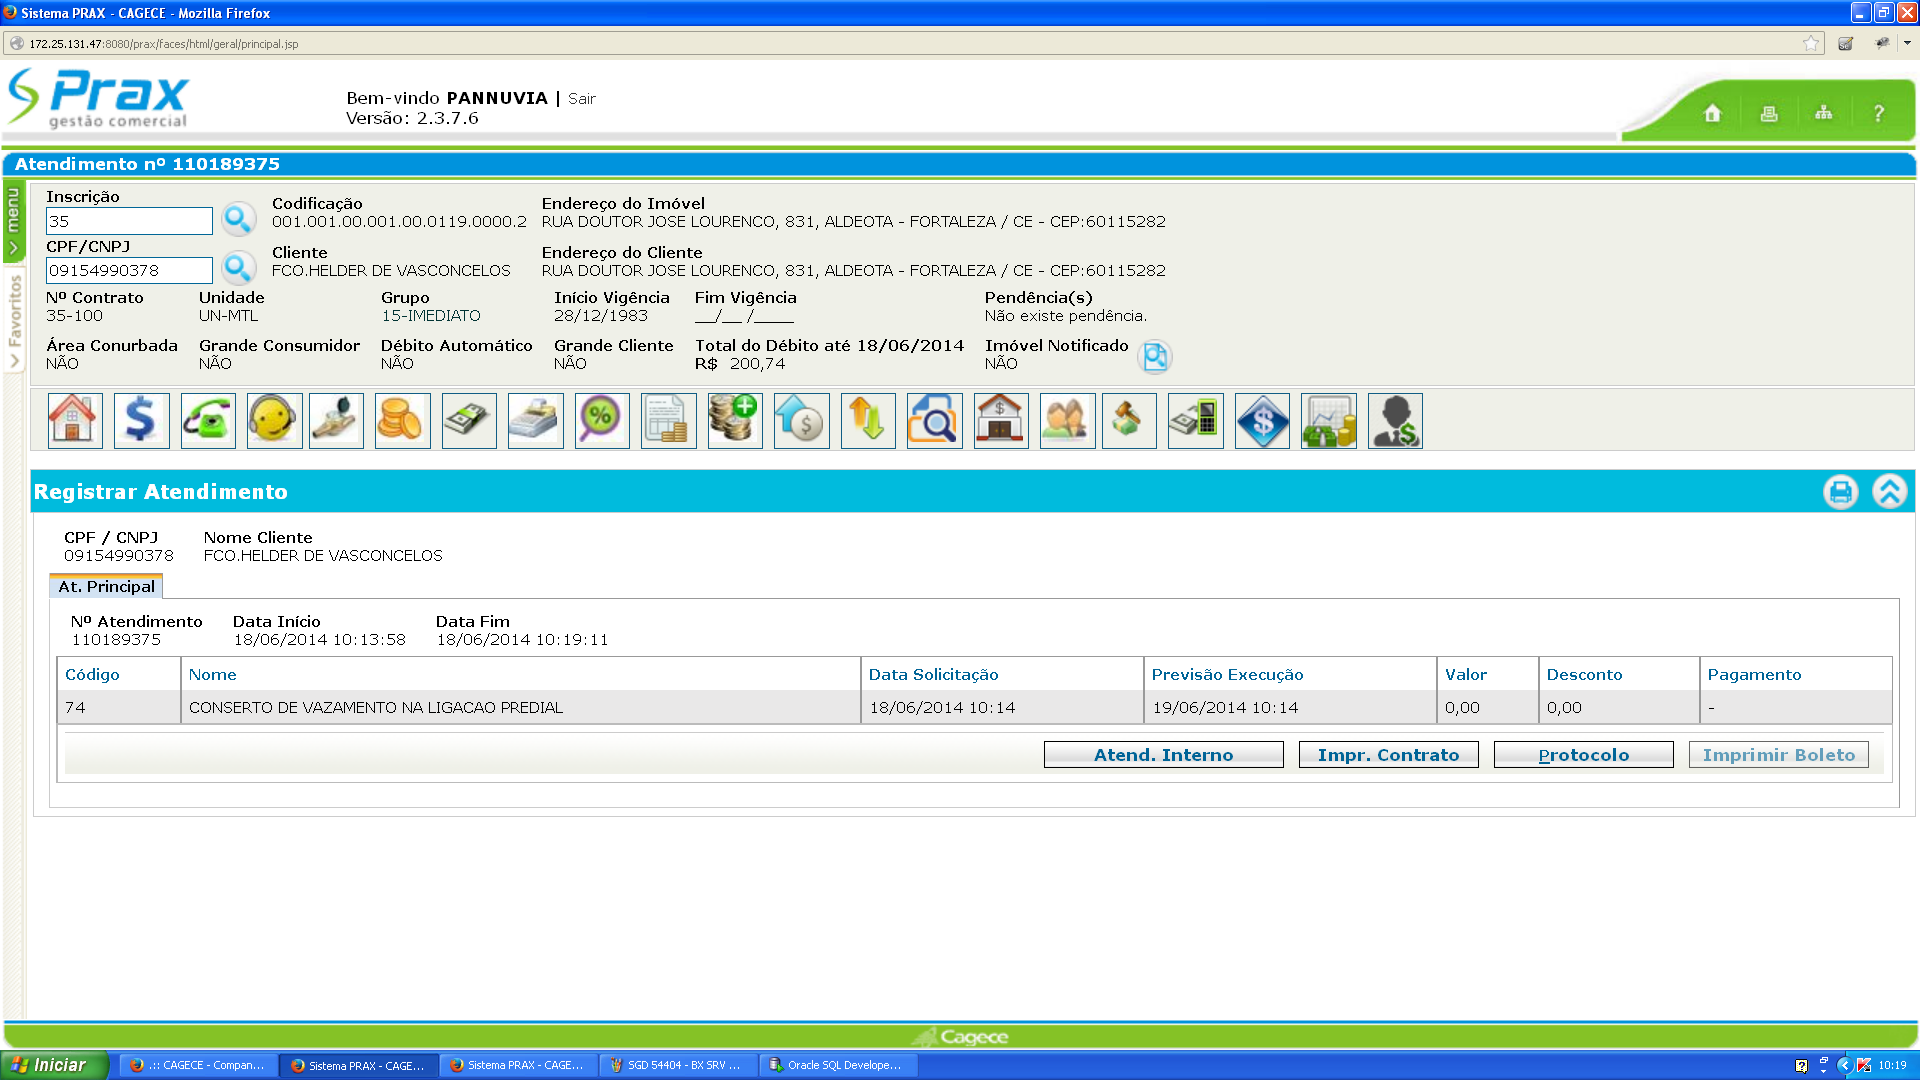 Sistema PRAX - CAGECE - Mozilla Firefox
172.25.131.47:8080/prax/faces/html/geral/principal.jsp
Prax
gestão comercial
Bem-vindo PANNUVIA | Sair
Versão: 2.3.7.6
?
Atendimento nº 110189375
menu
Favoritos
Inscrição
35
Codificação
001.001.00.001.00.0119.0000.2
Endereço do Imóvel
RUA DOUTOR JOSE LOURENCO, 831, ALDEOTA - FORTALEZA / CE - CEP:60115282
CPF/CNPJ
09154990378
Cliente
FCO.HELDER DE VASCONCELOS
Endereço do Cliente
RUA DOUTOR JOSE LOURENCO, 831, ALDEOTA - FORTALEZA / CE - CEP:60115282
Nº Contrato Unidade Grupo Início Vigência Fim Vigência Pendência(s)
35-100 UN-MTL 15-IMEDIATO 28/12/1983 __/__ /____ Não existe pendência.
Área Conurbada Grande Consumidor Débito Automático Grande Cliente Total do Débito até 18/06/2014 Imóvel Notificado
NÃO NÃO NÃO NÃO R$ 200,74 NÃO
Registrar Atendimento
CPF / CNPJ Nome Cliente
09154990378 FCO.HELDER DE VASCONCELOS
At. Principal
Nº Atendimento Data Início Data Fim
110189375 18/06/2014 10:13:58 18/06/2014 10:19:11
Código Nome Data Solicitação Previsão Execução Valor Desconto Pagamento
74 CONSERTO DE VAZAMENTO NA LIGACAO PREDIAL 18/06/2014 10:14 19/06/2014 10:14 0,00 0,00 -
Atend. Interno Impr. Contrato Protocolo Imprimir Boleto
Cagece
Iniciar .:: CAGECE - Compan... Sistema PRAX - CAGE... Sistema PRAX - CAGE... SGD 54404 - BX SRV ... Oracle SQL Develope... 10:19